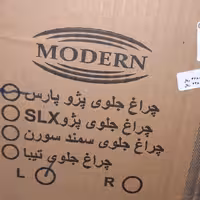 MODERN
چراغ جلوی پژو پارس
چراغ جلوی پژو SLX
چراغ جلوی سمند سورن
چراغ جلوی تیبا
L R